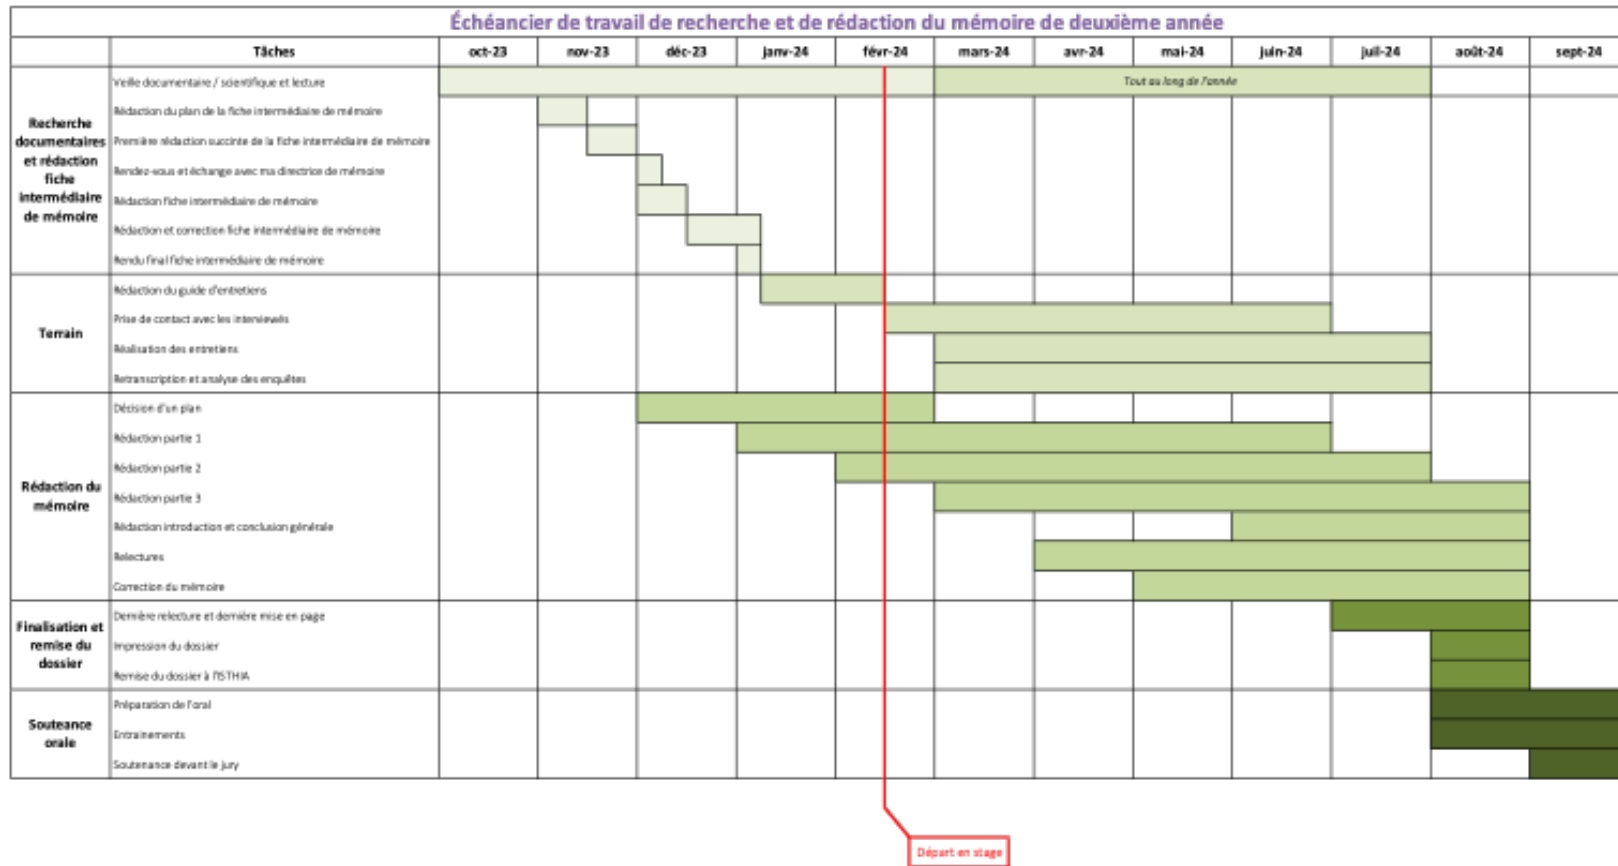 Échéancier de travail de recherche et de rédaction du mémoire de deuxième année
Tâches oct-23 nov-23 déc-23 janv-24 févr-24 mars-24 avr-24 mai-24 juin-24 juil-24 août-24 sept-24
Recherche
documentaires
et rédaction
fiche
intermédiaire
de mémoire
Veille documentaire / scientifique et lecture
Tout au long de l'année
Rédaction du plan de la fiche intermédiaire de mémoire
Première rédaction succinte de la fiche intermédiaire de mémoire
Rendez-vous et échange avec ma directrice de mémoire
Rédaction fiche intermédiaire de mémoire
Rédaction et correction fiche intermédiaire de mémoire
Rendu final fiche intermédiaire de mémoire
Terrain
Rédaction du guide d'entretiens
Prise de contact avec les interviewés
Réalisation des entretiens
Retranscription et analyse des enquêtes
Rédaction du
mémoire
Décision d'un plan
Rédaction partie 1
Rédaction partie 2
Rédaction partie 3
Rédaction introduction et conclusion générale
Relectures
Correction du mémoire
Finalisation et
remise du
dossier
Dernière relecture et dernière mise en page
Impression du dossier
Remise du dossier à l'ISTHIA
Souteance
orale
Préparation de l'oral
Entrainements
Soutenance devant le jury
Départ en stage